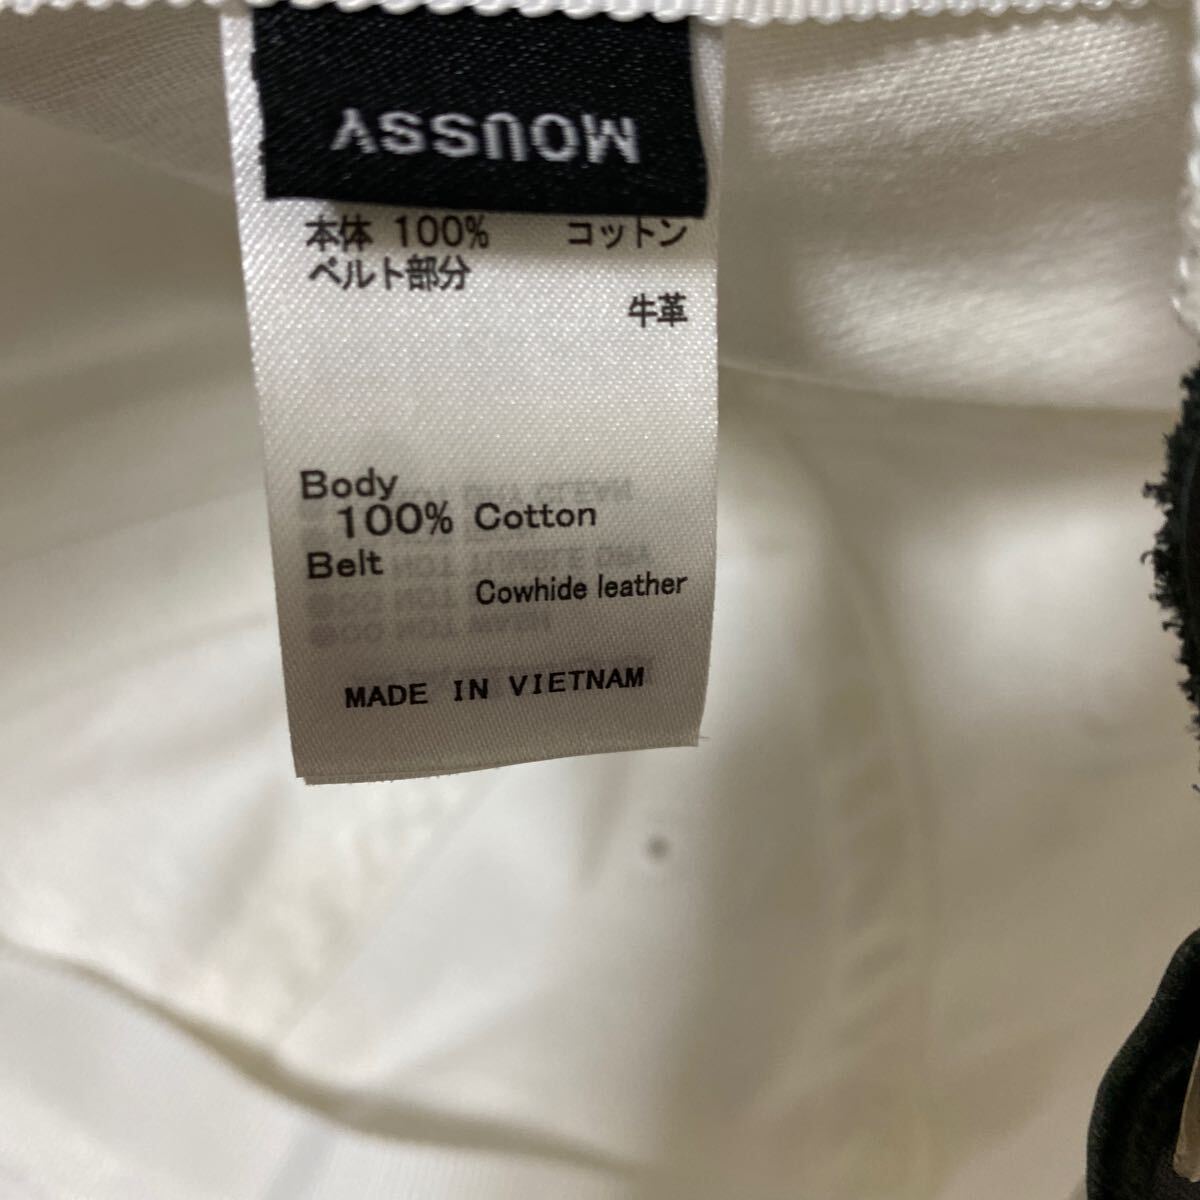 MOUSSY
本体 100% コットン
ベルト部分
牛革
Body
100% Cotton
Belt
Cowhide leather
MADE IN VIETNAM